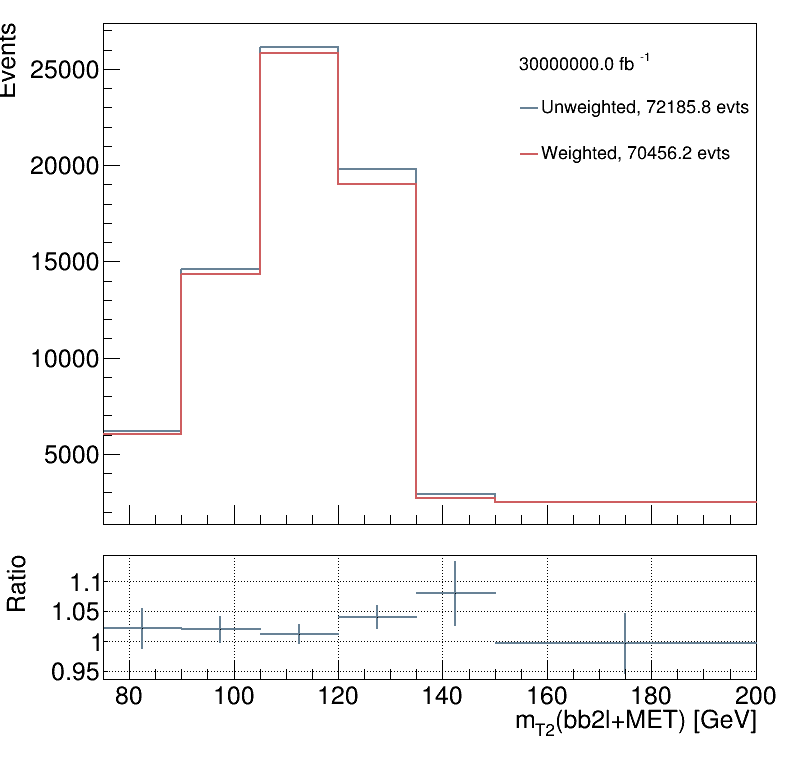 Events
25000
20000
15000
10000
5000
30000000.0 fb -1
Unweighted, 72185.8 evts
Weighted, 70456.2 evts
Ratio
1.1
1.05
1
0.95
80 100 120 140 160 180 200
mT2(bb2l+MET) [GeV]